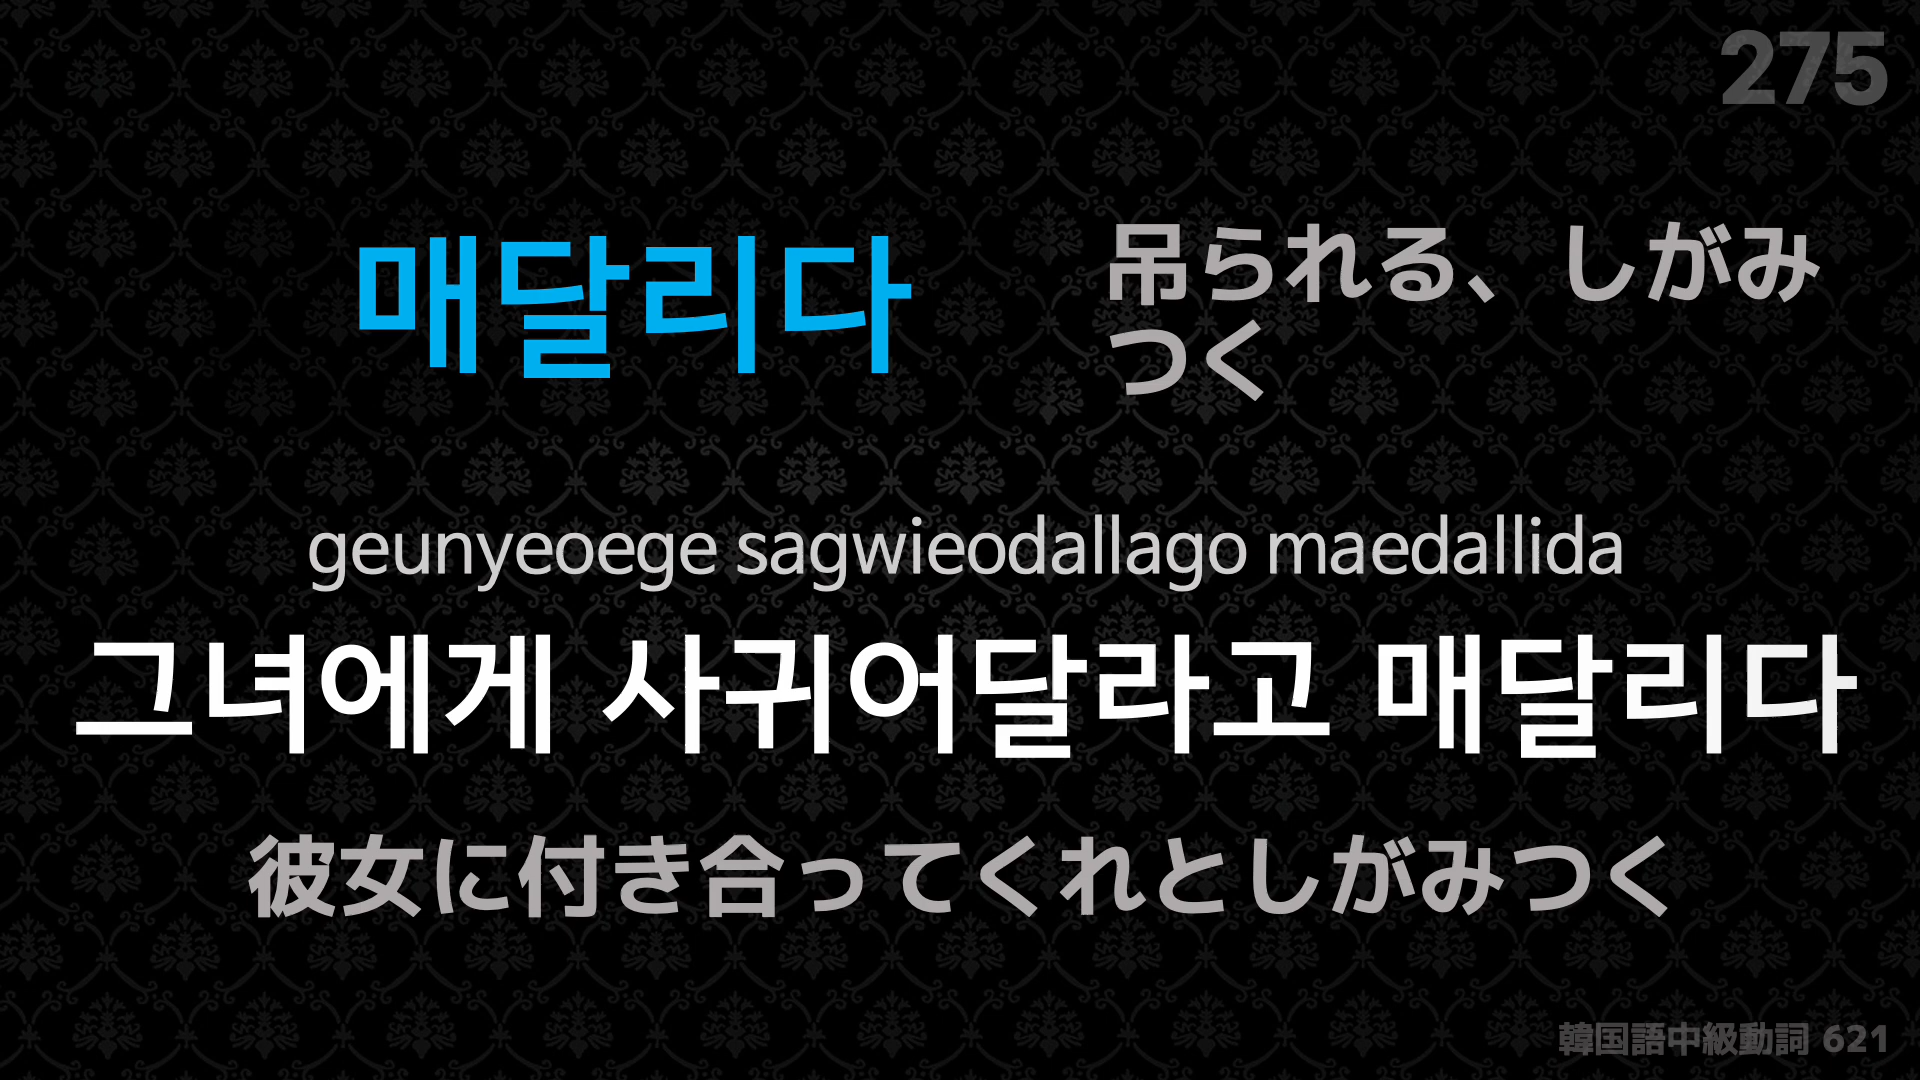 275
매달리다
吊られる、しがみ
つく
geunyeoege sagwieodallago maedallida
그녀에게 사귀어달라고 매달리다
彼女に付き合ってくれとしがみつく
韓国語中級動詞 621